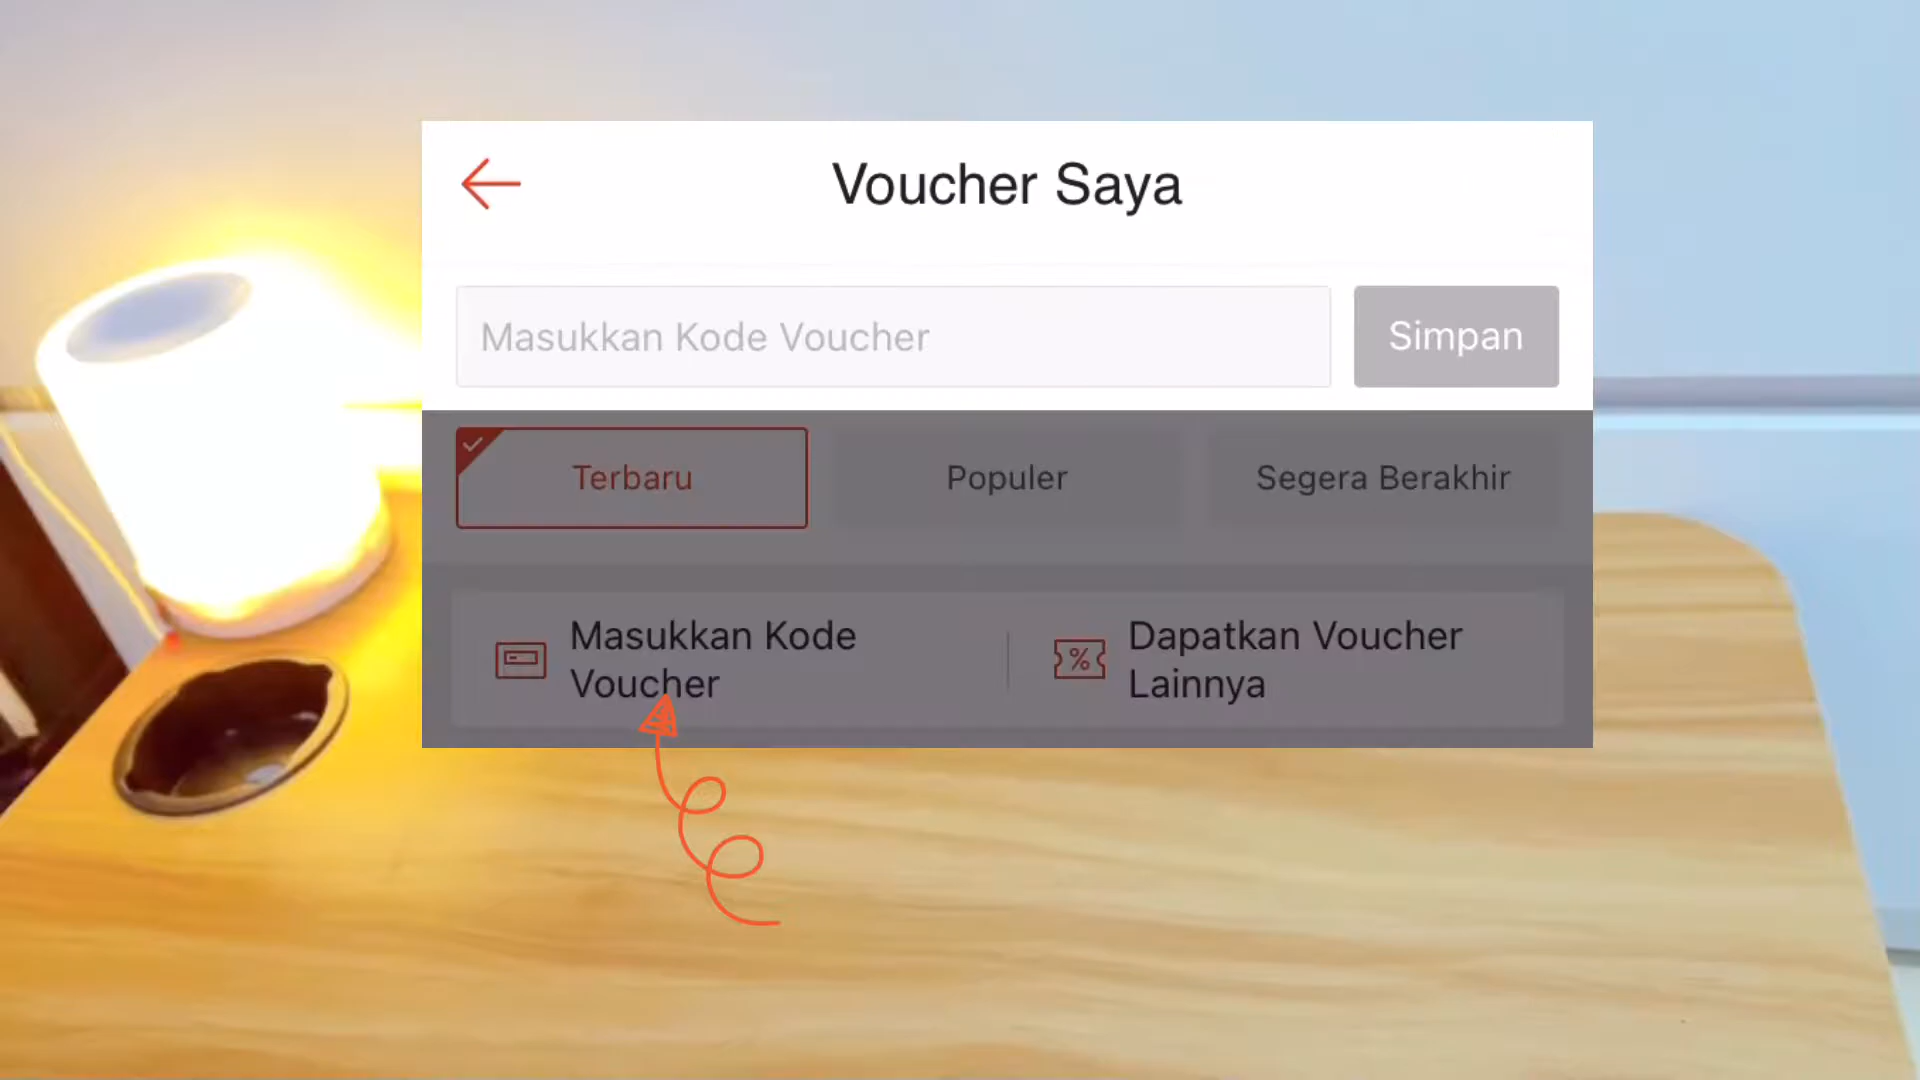 Voucher Saya
Masukkan Kode Voucher
Simpan
Terbaru
Populer
Segera Berakhir
Masukkan Kode
Voucher
Dapatkan Voucher
Lainnya